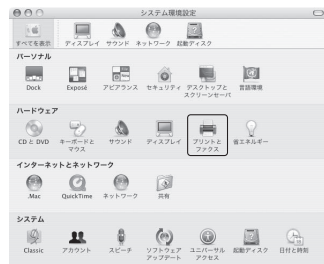 システム環境設定
すべてを表示 ディスプレイ サウンド ネットワーク 起動ディスク
パーソナル
Dock Exposé アピアランス セキュリティ デスクトップと 言語環境
スクリーンセーバ
ハードウェア
CD と DVD キーボードと サウンド ディスプレイ プリントと 省エネルギー
マウス ファクス
インターネットとネットワーク
.Mac QuickTime ネットワーク 共有
システム
Classic アカウント スピーチ ソフトウェア ユニバーサル 起動ディスク 日付と時刻
アップデート アクセス